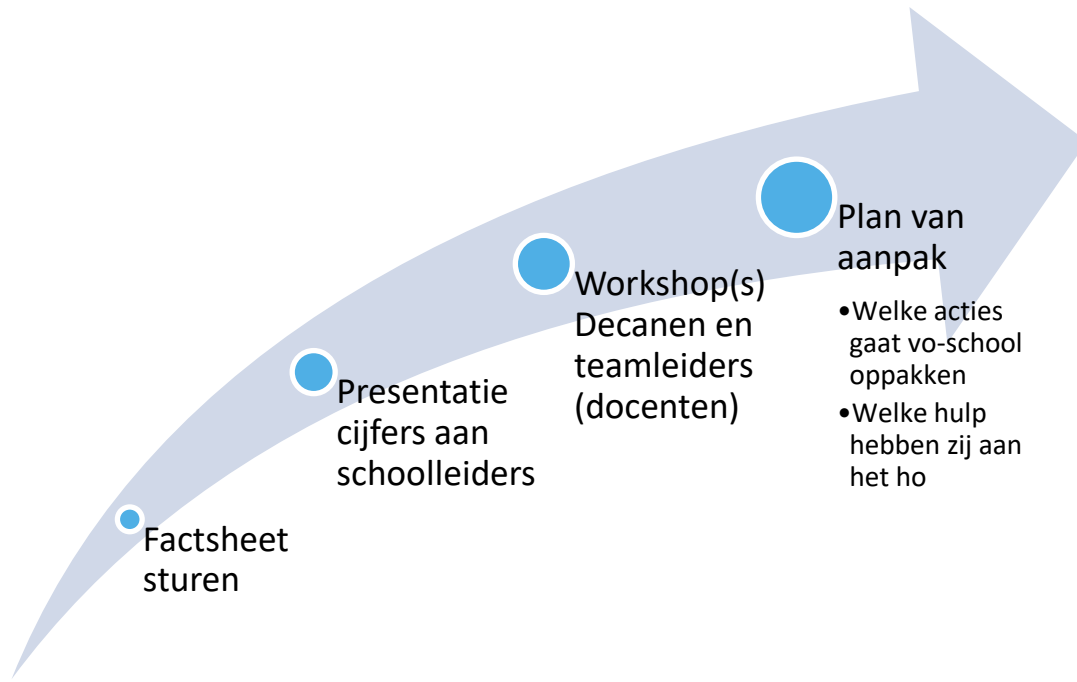 Factsheet
sturen
Presentatie
cijfers aan
schoolleiders
Workshop(s)
Decanen en
teamleiders
(docenten)
Plan van
aanpak
•Welke acties
gaat vo-school
oppakken
•Welke hulp
hebben zij aan
het ho